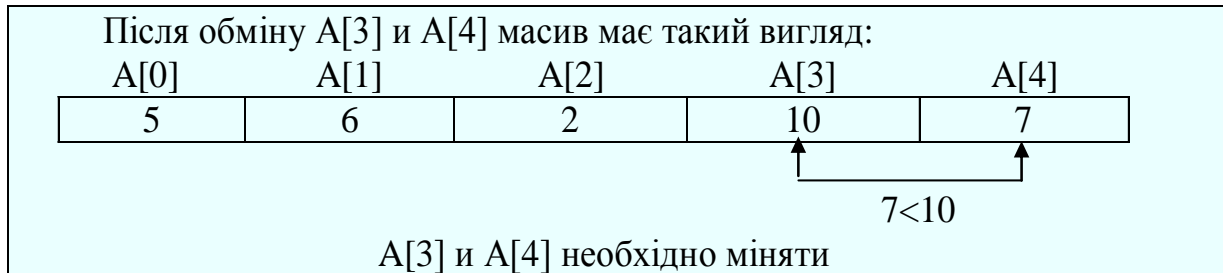 Після обміну A[3] и A[4] масив має такий вигляд:
A[0] A[1] A[2] A[3] A[4]
5 6 2 10 7
7<10
A[3] и A[4] необхідно міняти